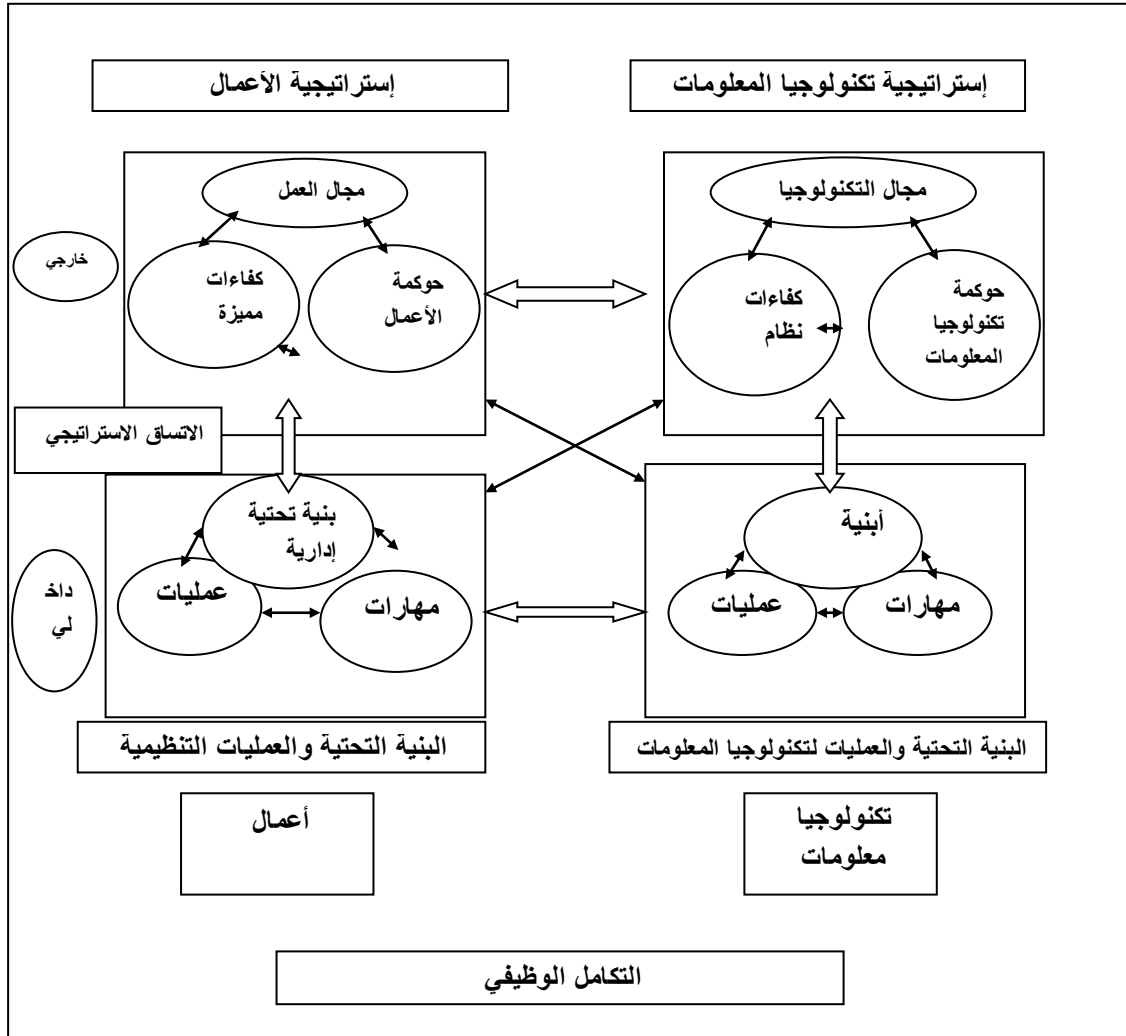 إستراتيجية الأعمال
إستراتيجية تكنولوجيا المعلومات
مجال العمل
كفاءات
مميزة
حوكمة
الأعمال
مجال التكنولوجيا
كفاءات
نظام
حوكمة
تكنولوجيا
المعلومات
خارجي
الاتساق الاستراتيجي
بنية تحتية
إدارية
عمليات
مهارات
أبنية
عمليات
مهارات
داخ
لي
البنية التحتية والعمليات التنظيمية
البنية التحتية والعمليات لتكنولوجيا المعلومات
أعمال
تكنولوجيا
معلومات
التكامل الوظيفي